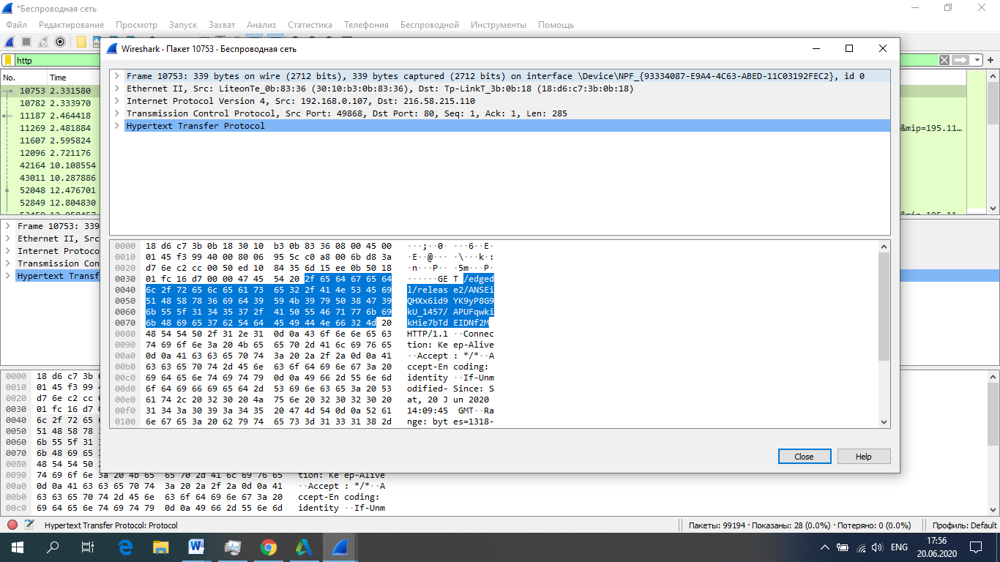 *Беспроводная сеть
Файл Редактирование Просмотр Запуск Захват Анализ Статистика Телефония Беспроводной Инструменты Помощь
http
No. Time
10753 2.331580
10782 2.333970
11187 2.464418
11269 2.481884 &mip=195.11…
11607 2.595824
12096 2.721176
42164 10.108554
43011 10.287886
52048 12.476701
52849 12.804830
Frame 10753: 339
Ethernet II, Src
Internet Protoco
Transmission Con
Hypertext Transf
Wireshark · Пакет 10753 · Беспроводная сеть
Frame 10753: 339 bytes on wire (2712 bits), 339 bytes captured (2712 bits) on interface \Device\NPF_{93334087-E9A4-4C63-ABED-11C03192FEC2}, id 0
Ethernet II, Src: LiteonTe_0b:83:36 (30:10:b3:0b:83:36), Dst: Tp-LinkT_3b:0b:18 (18:d6:c7:3b:0b:18)
Internet Protocol Version 4, Src: 192.168.0.107, Dst: 216.58.215.110
Transmission Control Protocol, Src Port: 49868, Dst Port: 80, Seq: 1, Ack: 1, Len: 285
Hypertext Transfer Protocol
0000 18 d6 c7 3b 0b 18 30 10 b3 0b 83 36 08 00 45 00 ···;··0· ···6··E·
0010 01 45 f3 99 40 00 80 06 95 5c c0 a8 00 6b d8 3a ·E··@··· ·\···k·:
0020 d7 6e c2 cc 00 50 ed 10 84 35 6d 15 ee 0b 50 18 ·n···P·· ·5m···P·
0030 01 fc 16 d7 00 00 47 45 54 20 2f 65 64 67 65 64 ······GE T /edged
0040 6c 2f 72 65 6c 65 61 73 65 32 2f 41 4e 53 45 69 l/releas e2/ANSEi
0050 51 48 58 78 36 69 64 39 59 4b 39 79 50 38 47 39 QHXx6id9 YK9yP8G9
0060 6b 55 5f 31 34 35 37 2f 41 50 55 46 71 77 6b 69 kU_1457/ APUFqwki
0070 6b 48 69 65 37 62 54 64 45 49 44 4e 66 32 4d 20 kHie7bTd EIDNf2M
0080 48 54 54 50 2f 31 2e 31 0d 0a 43 6f 6e 6e 65 63 HTTP/1.1 ··Connec
0090 74 69 6f 6e 3a 20 4b 65 65 70 2d 41 6c 69 76 65 tion: Ke ep-Alive
00a0 0d 0a 41 63 63 65 70 74 3a 20 2a 2f 2a 0d 0a 41 ··Accept : */*··A
00b0 63 63 65 70 74 2d 45 6e 63 6f 64 69 6e 67 3a 20 ccept-En coding:
00c0 69 64 65 6e 74 69 74 79 0d 0a 49 66 2d 55 6e 6d identity ··If-Unm
00d0 6f 64 69 66 69 65 64 2d 53 69 6e 63 65 3a 20 53 odified- Since: S
00e0 61 74 2c 20 32 30 20 4a 75 6e 20 32 30 32 30 20 at, 20 J un 2020
00f0 31 34 3a 30 39 3a 34 35 20 47 4d 54 0d 0a 52 61 14:09:45 GMT··Ra
0100 6e 67 65 3a 20 62 79 74 65 73 3d 31 33 31 38 2d nge: byt es=1318-
Close Help
0000 18 d6 c7 3b 0
0010 01 45 f3 99 4
0020 d7 6e c2 cc 0
0030 01 fc 16 d7 0
0040 6c 2f 72 65 6
0050 51 48 58 78 3
0060 6b 55 5f 31 3
0070 6b 48 69 65 3
0080 48 54 54 50 2
0090 74 69 6f 6e 3a 20 4b 65 65 70 2d 41 6c 69 76 65 tion: Ke ep-Alive
00a0 0d 0a 41 63 63 65 70 74 3a 20 2a 2f 2a 0d 0a 41 ··Accept : */*··A
00b0 63 63 65 70 74 2d 45 6e 63 6f 64 69 6e 67 3a 20 ccept-En coding:
00c0 69 64 65 6e 74 69 74 79 0d 0a 49 66 2d 55 6e 6d identity ··If-Unm
Hypertext Transfer Protocol: Protocol Пакеты: 99194 · Показаны: 28 (0.0%) · Потеряно: 0 (0.0%) Профиль: Default
ENG 17:56
20.06.2020